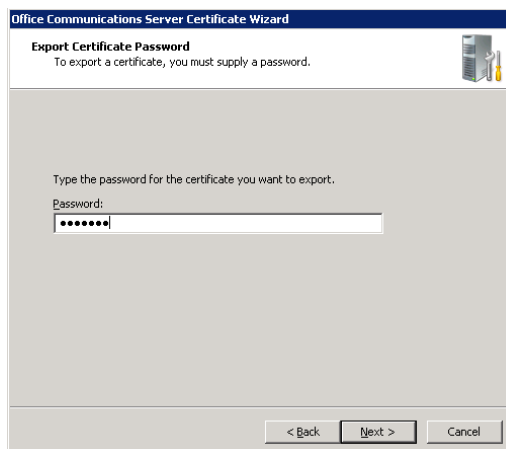 Office Communications Server Certificate Wizard
Export Certificate Password
To export a certificate, you must supply a password.
Type the password for the certificate you want to export.
Password:
●●●●●●●
< Back Next > Cancel